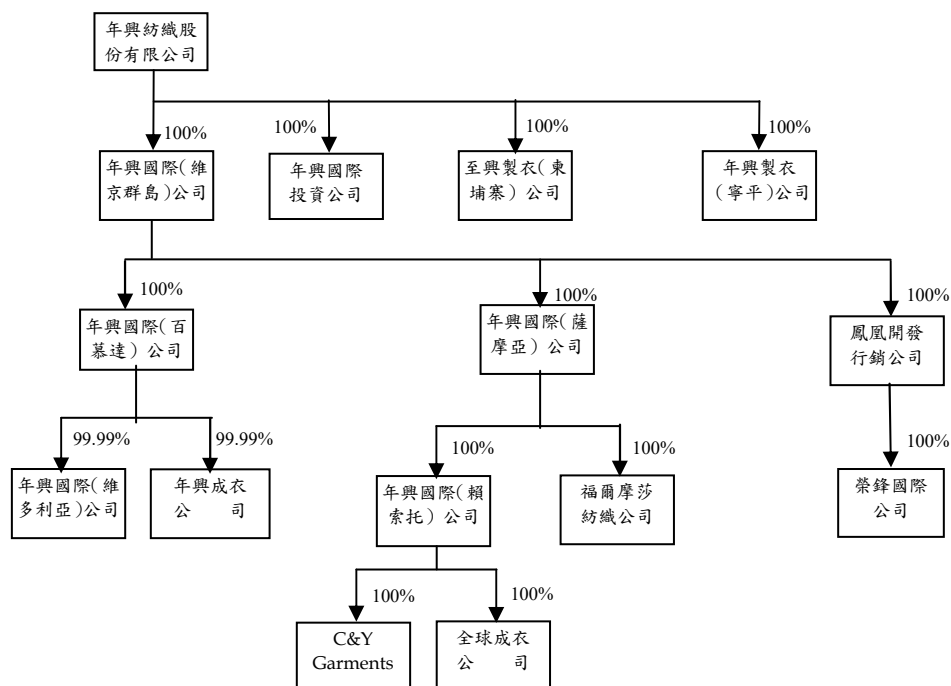 年興紡織股
份有限公司
100%
100%
100%
100%
年興國際(維
京群島)公司
年興國際
投資公司
至興製衣(柬
埔寨)公司
年興製衣
(寧平)公司
100%
100%
100%
年興國際(百
慕達)公司
年興國際(薩
摩亞)公司
鳳凰開發
行銷公司
99.99%
99.99%
100%
100%
100%
年興國際(維
多利亞)公司
年興成衣
公 司
年興國際(賴
索托)公司
福爾摩莎
紡織公司
榮鋒國際
公司
100%
100%
C&Y
Garments
全球成衣
公 司